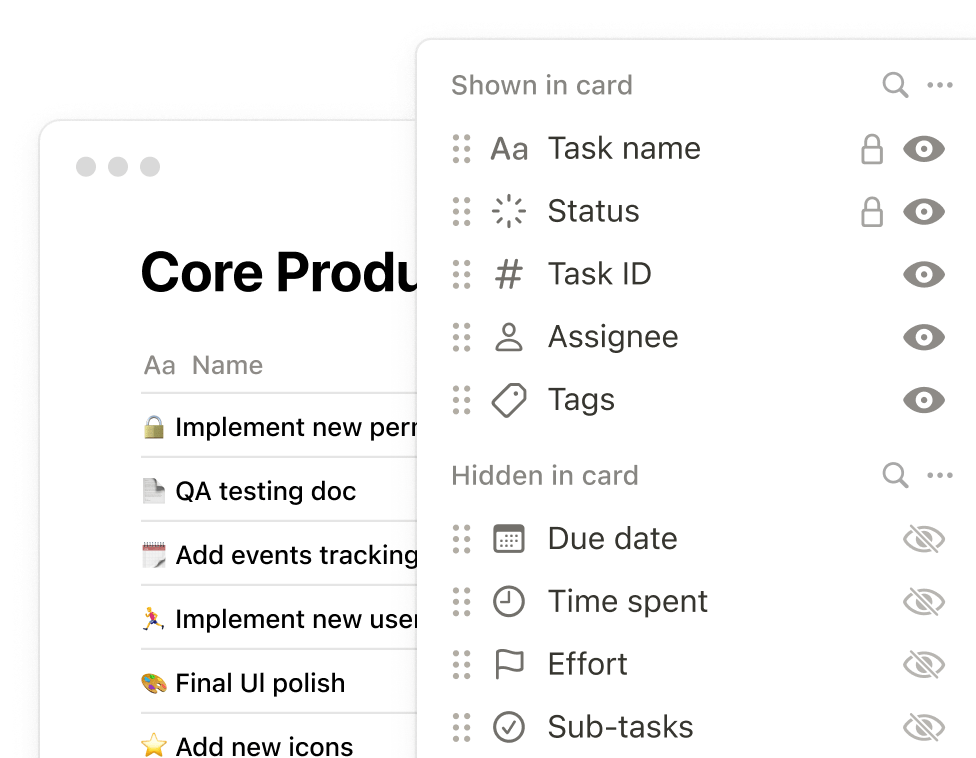 Shown in card
Aa Task name
Status
Task ID
Assignee
Tags
Hidden in card
Due date
Time spent
Effort
Sub-tasks
Core Produ
Aa Name
Implement new perr
QA testing doc
Add events tracking
Implement new user
Final UI polish
Add new icons